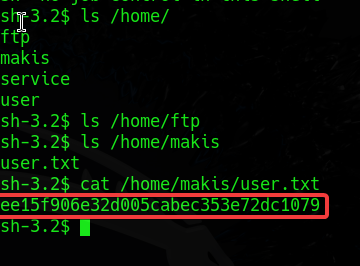 sh-3.2$ ls /home/
ftp
makis
service
user
sh-3.2$ ls /home/ftp
sh-3.2$ ls /home/makis
user.txt
sh-3.2$ cat /home/makis/user.txt
ee15f906e32d005cabec353e72dc1079
sh-3.2$